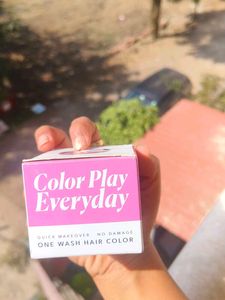 Color Play
Everyday
QUICK MAKEOVER . NO DAMAGE
ONE WASH HAIR COLOR